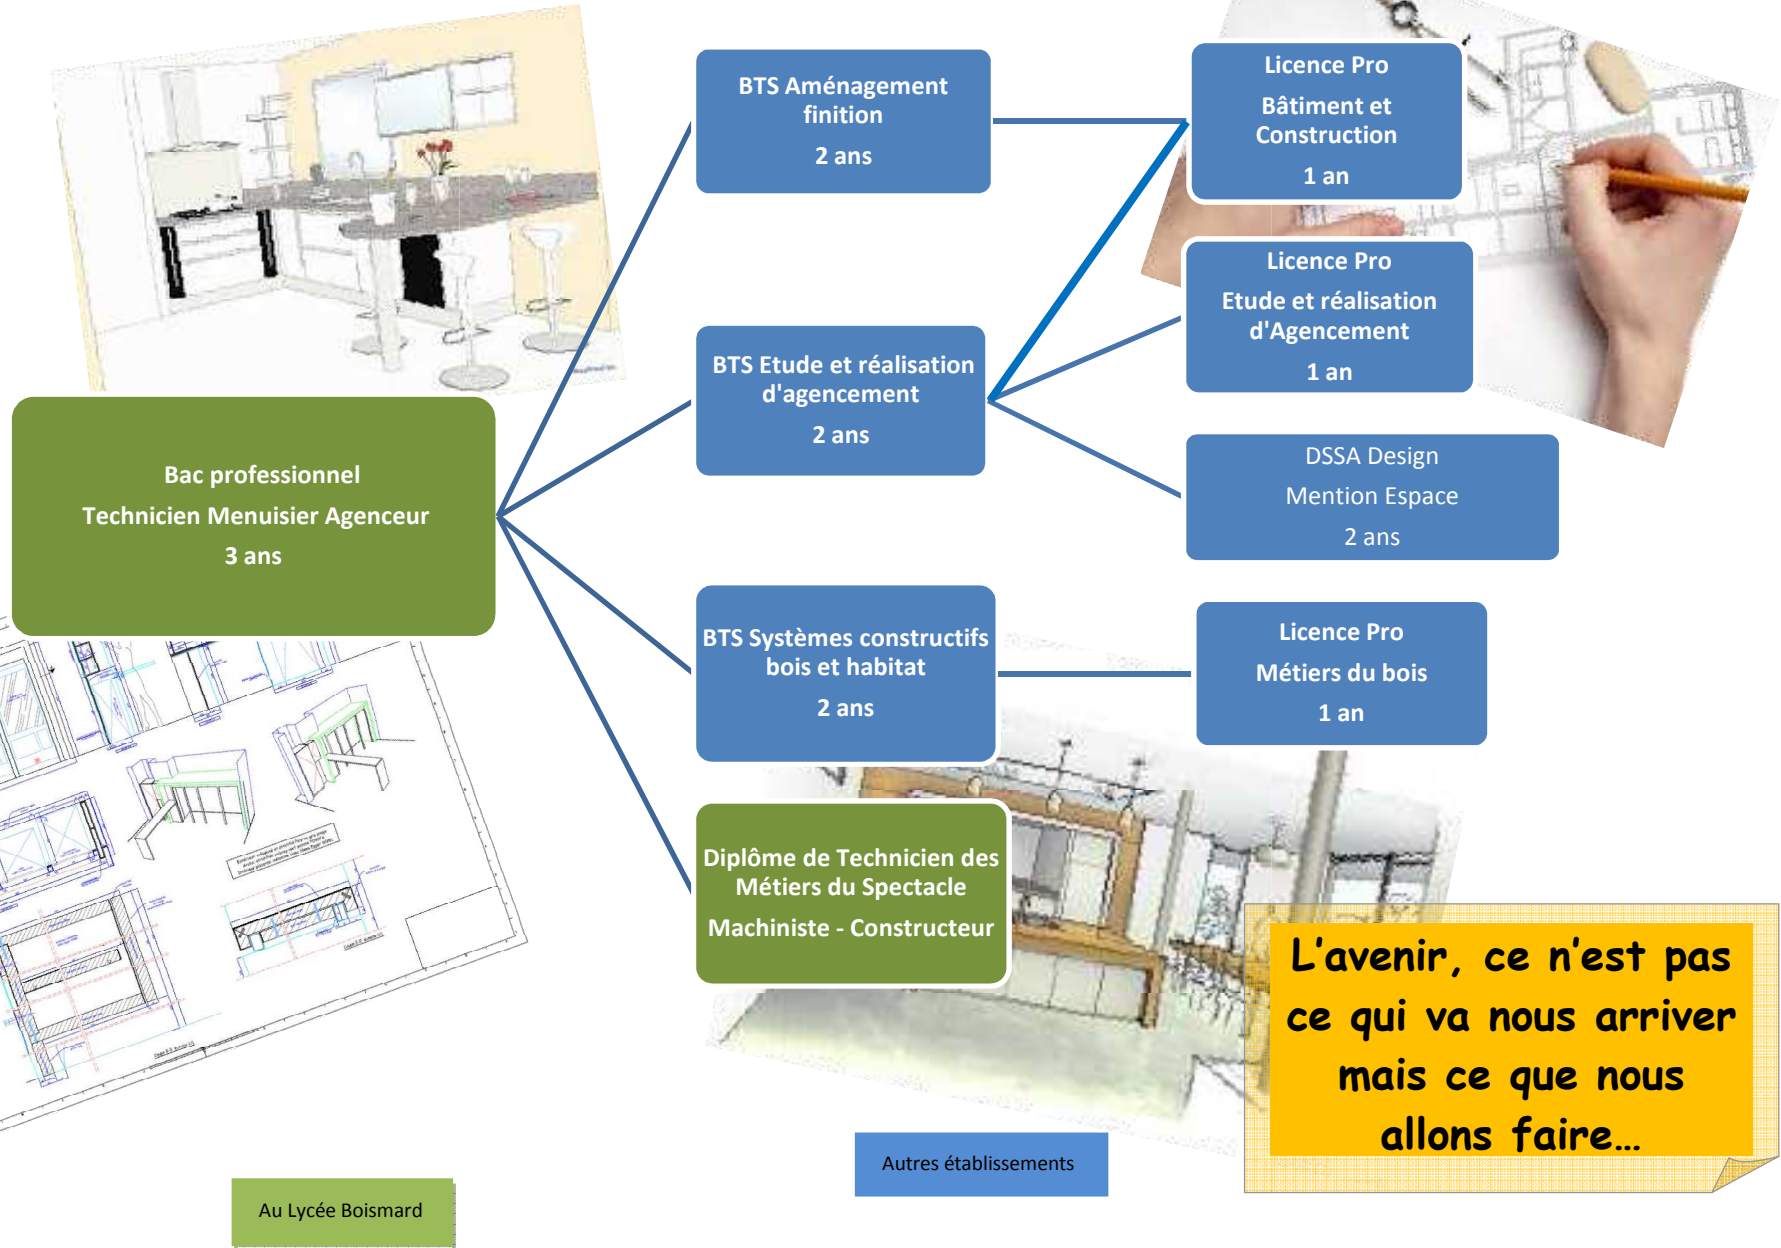 BTS Aménagement
finition
2 ans
Licence Pro
Bâtiment et
Construction
1 an
Licence Pro
Etude et réalisation
d'Agencement
1 an
BTS Etude et réalisation
d'agencement
2 ans
Bac professionnel
Technicien Menuisier Agenceur
3 ans
DSSA Design
Mention Espace
2 ans
BTS Systèmes constructifs
bois et habitat
2 ans
Licence Pro
Métiers du bois
1 an
Diplôme de Technicien des
Métiers du Spectacle
Machiniste - Constructeur
L'avenir, ce n'est pas
ce qui va nous arriver
mais ce que nous
allons faire…
Autres établissements
Au Lycée Boismard